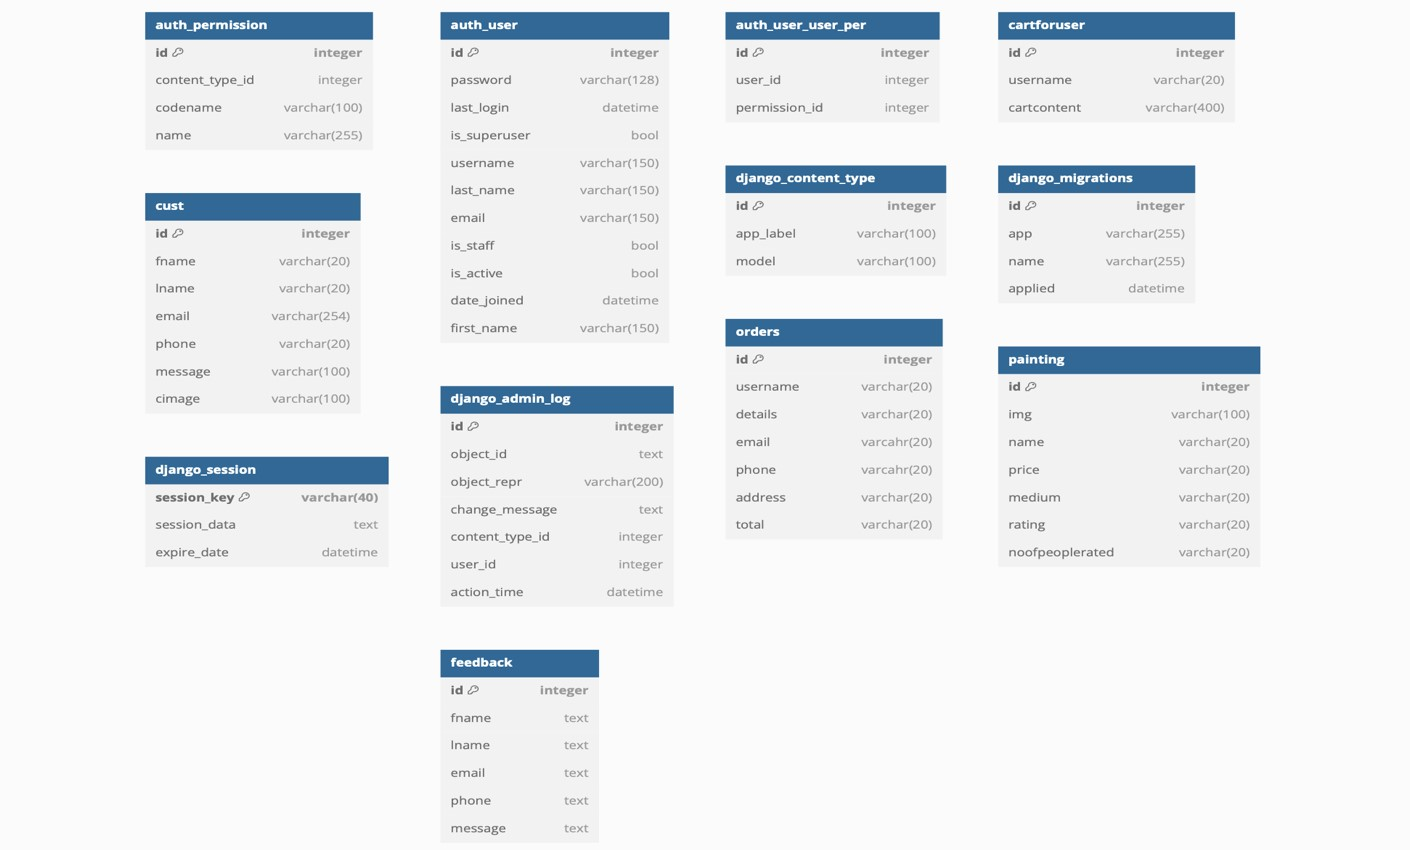 auth_permission
id integer
content_type_id integer
codename varchar(100)
name varchar(255)
cust
id integer
fname varchar(20)
lname varchar(20)
email varchar(254)
phone varchar(20)
message varchar(100)
cimage varchar(100)
django_session
session_key varchar(40)
session_data text
expire_date datetime
auth_user
id integer
password varchar(128)
last_login datetime
is_superuser bool
username varchar(150)
last_name varchar(150)
email varchar(150)
is_staff bool
is_active bool
date_joined datetime
first_name varchar(150)
django_admin_log
id integer
object_id text
object_repr varchar(200)
change_message text
content_type_id integer
user_id integer
action_time datetime
feedback
id integer
fname text
lname text
email text
phone text
message text
auth_user_user_per
id integer
user_id integer
permission_id integer
django_content_type
id integer
app_label varchar(100)
model varchar(100)
orders
id integer
username varchar(20)
details varchar(20)
email varcahr(20)
phone varcahr(20)
address varchar(20)
total varchar(20)
cartforuser
id integer
username varchar(20)
cartcontent varchar(400)
django_migrations
id integer
app varchar(255)
name varchar(255)
applied datetime
painting
id integer
img varchar(100)
name varchar(20)
price varchar(20)
medium varchar(20)
rating varchar(20)
noofpeoplerated varchar(20)